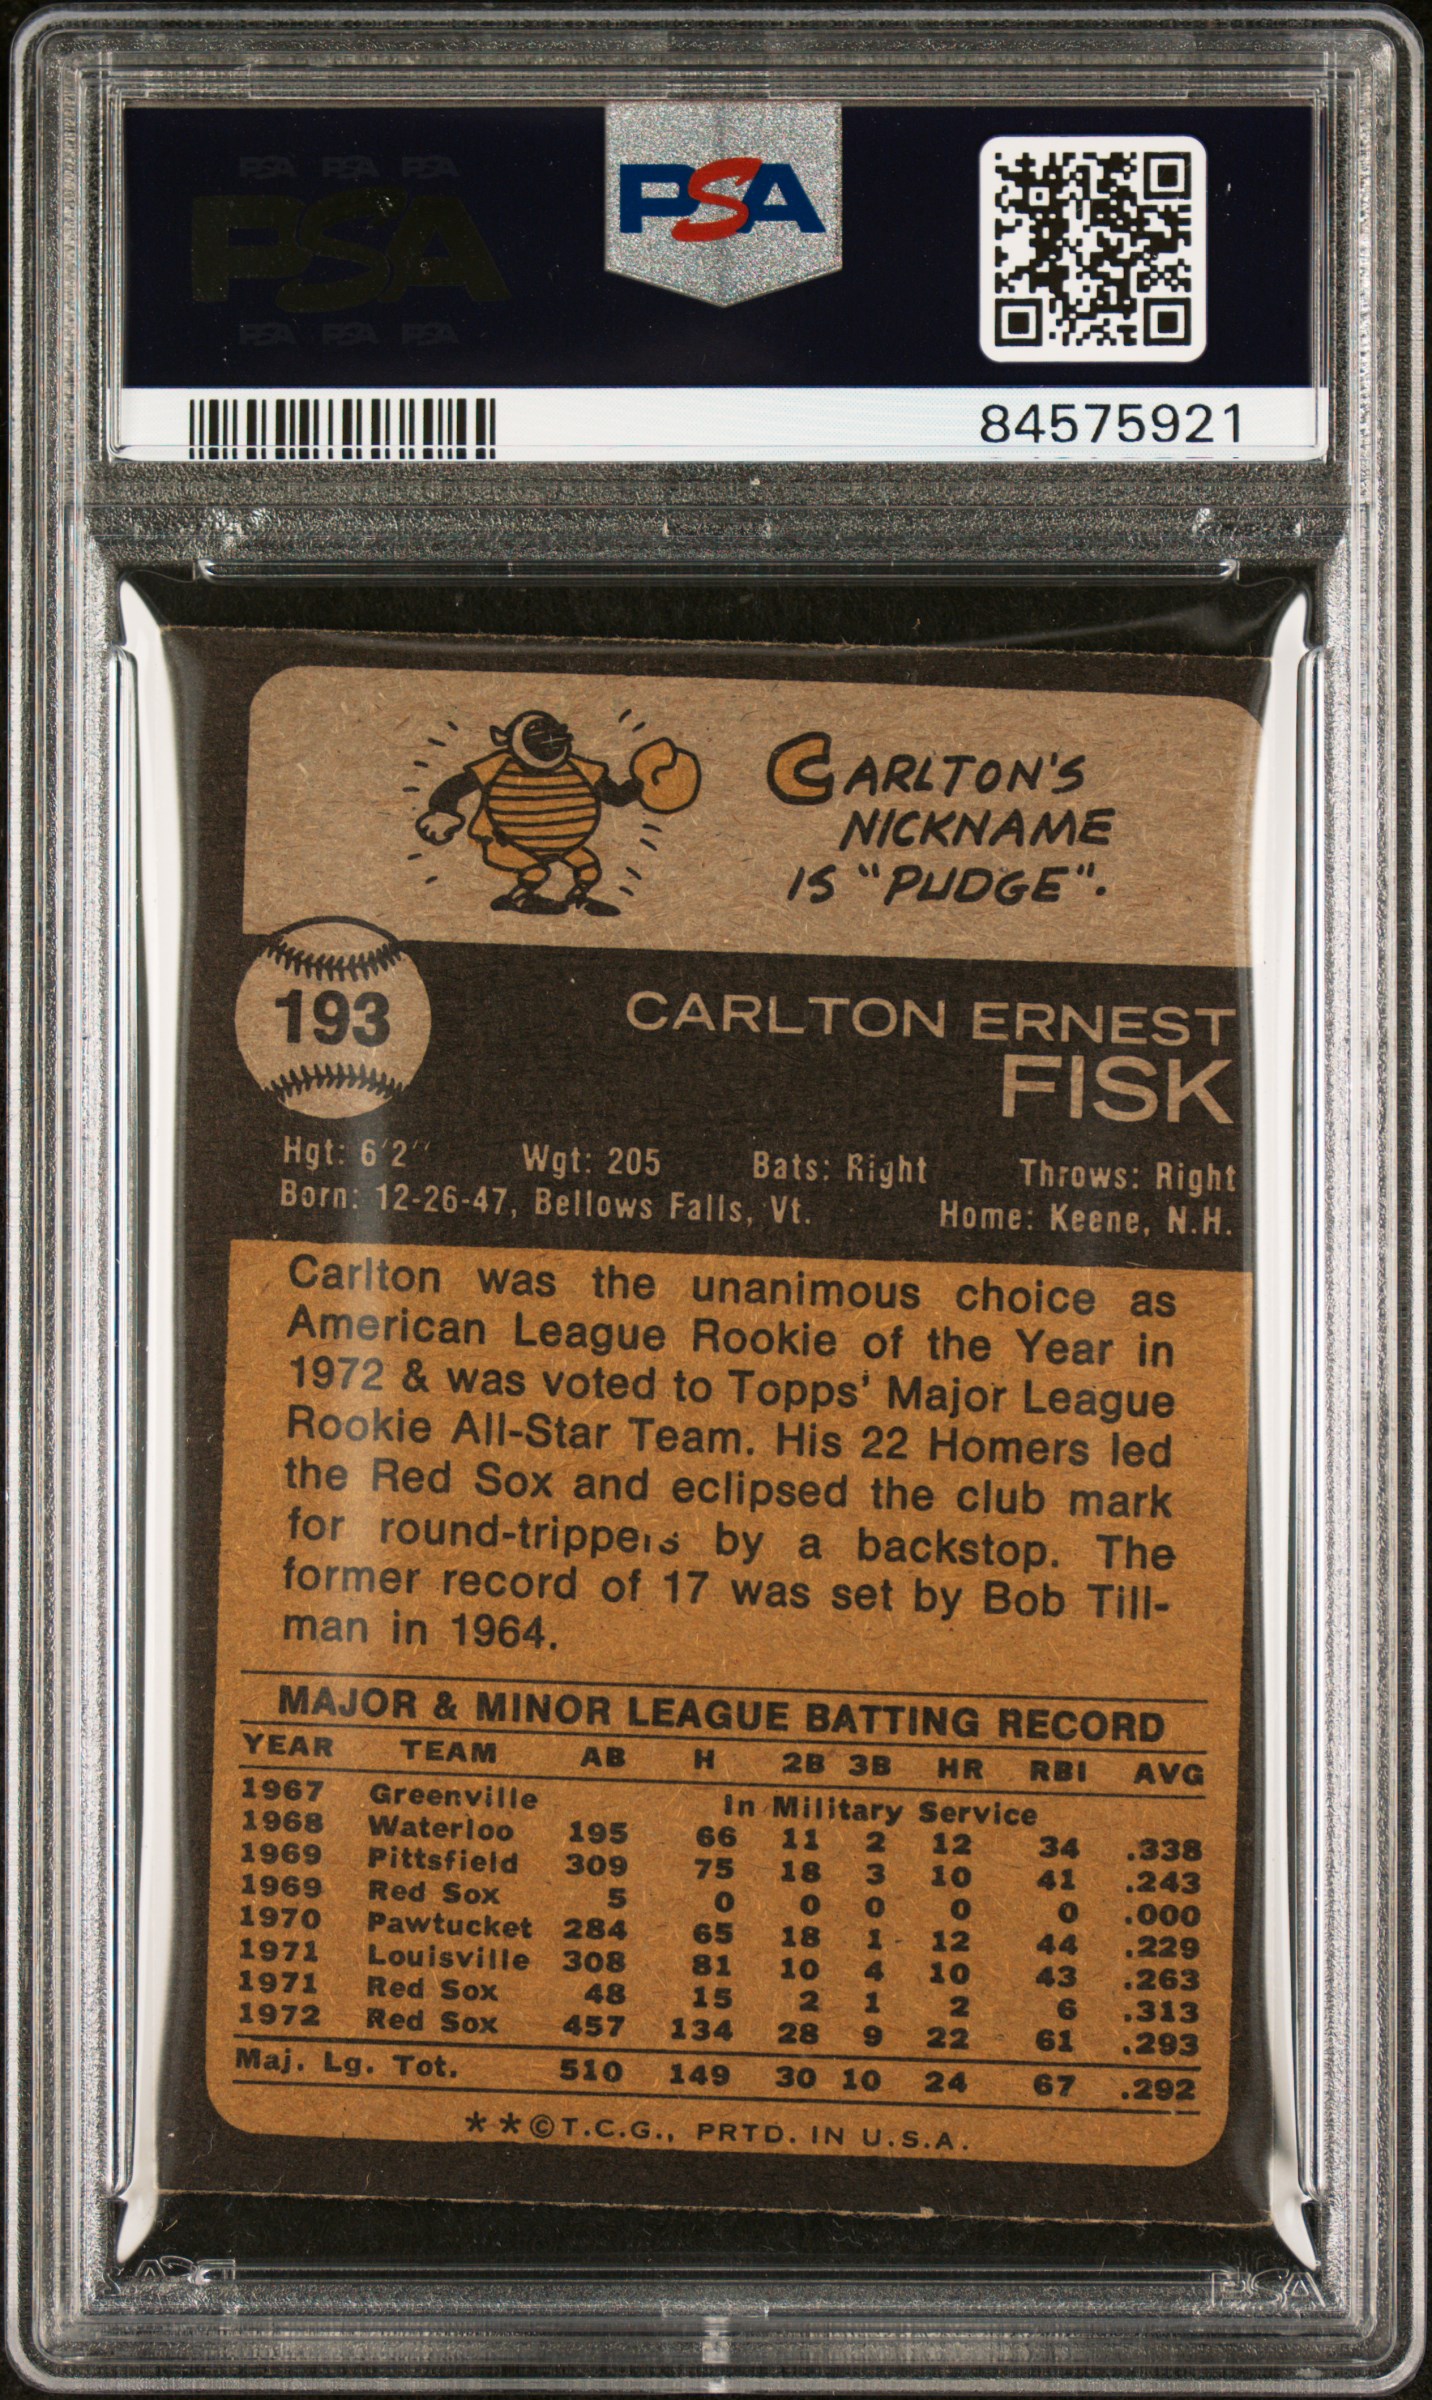 PSA PSA PSA
PSA
PSA PSA PSA
PSA
84575921
CARLTON'S
NICKNAME
IS "PUDGE".
193
CARLTON ERNEST
FISK
Hgt: 6'2'' Wgt: 205 Bats: Right Throws: Right
Born: 12-26-47, Bellows Falls, Vt. Home: Keene, N.H.
Carlton was the unanimous choice as
American League Rookie of the Year in
1972 & was voted to Topps' Major League
Rookie All-Star Team. His 22 Homers led
the Red Sox and eclipsed the club mark
for round-trippers by a backstop. The
former record of 17 was set by Bob Till-
man in 1964.
MAJOR & MINOR LEAGUE BATTING RECORD
YEAR TEAM AB H 2B 3B HR RBI AVG
1967 Greenville In Military Service
1968 Waterloo 195 66 11 2 12 34 .338
1969 Pittsfield 309 75 18 3 10 41 .243
1969 Red Sox 5 0 0 0 0 0 .000
1970 Pawtucket 284 65 18 1 12 44 .229
1971 Louisville 308 81 10 4 10 43 .263
1971 Red Sox 48 15 2 1 2 6 .313
1972 Red Sox 457 134 28 9 22 61 .293
Maj. Lg. Tot. 510 149 30 10 24 67 .292
**©T.C.G., PRTD. IN U.S.A.
PSA